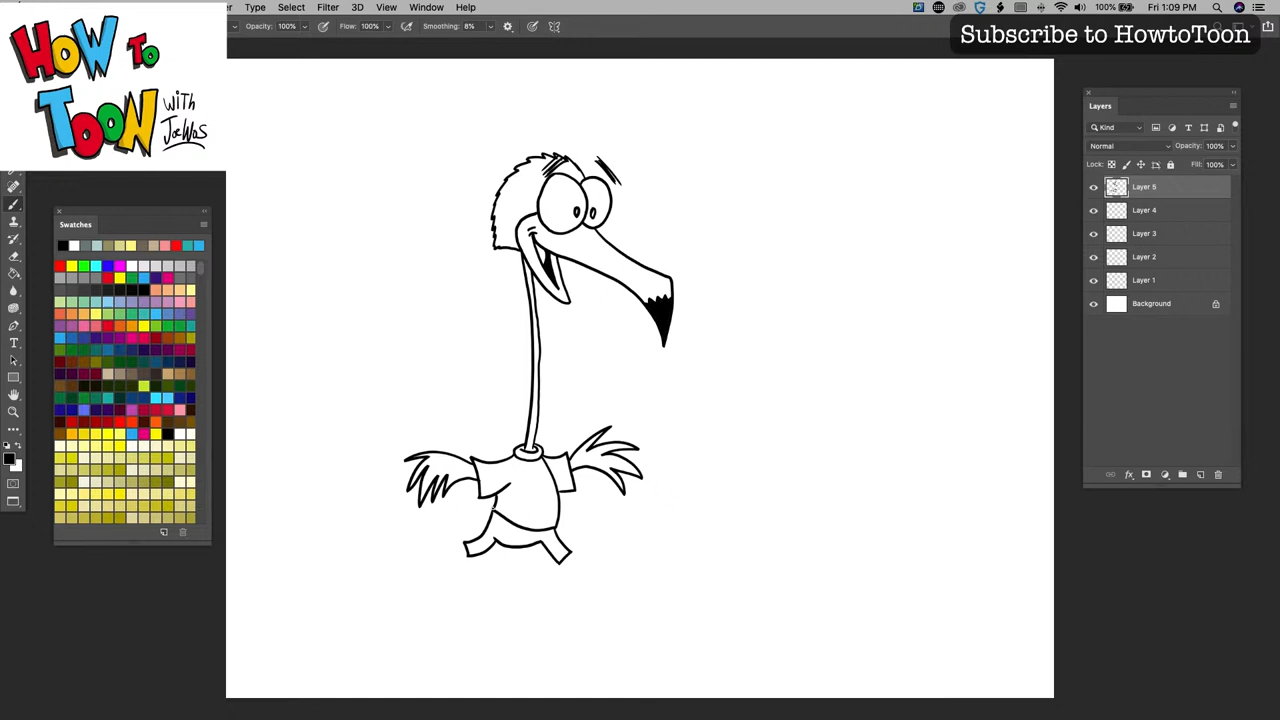 Type Select Filter 3D View Window Help
100% Fri 1:09 PM
Opacity: 100% Flow: 100% Smoothing: 8%
Subscribe to HowtoToon
HOW TO
TOON
WITH
JoeWos
Swatches
Layers
Kind
Normal Opacity: 100%
Lock: Fill: 100%
Layer 5
Layer 4
Layer 3
Layer 2
Layer 1
Background
fx